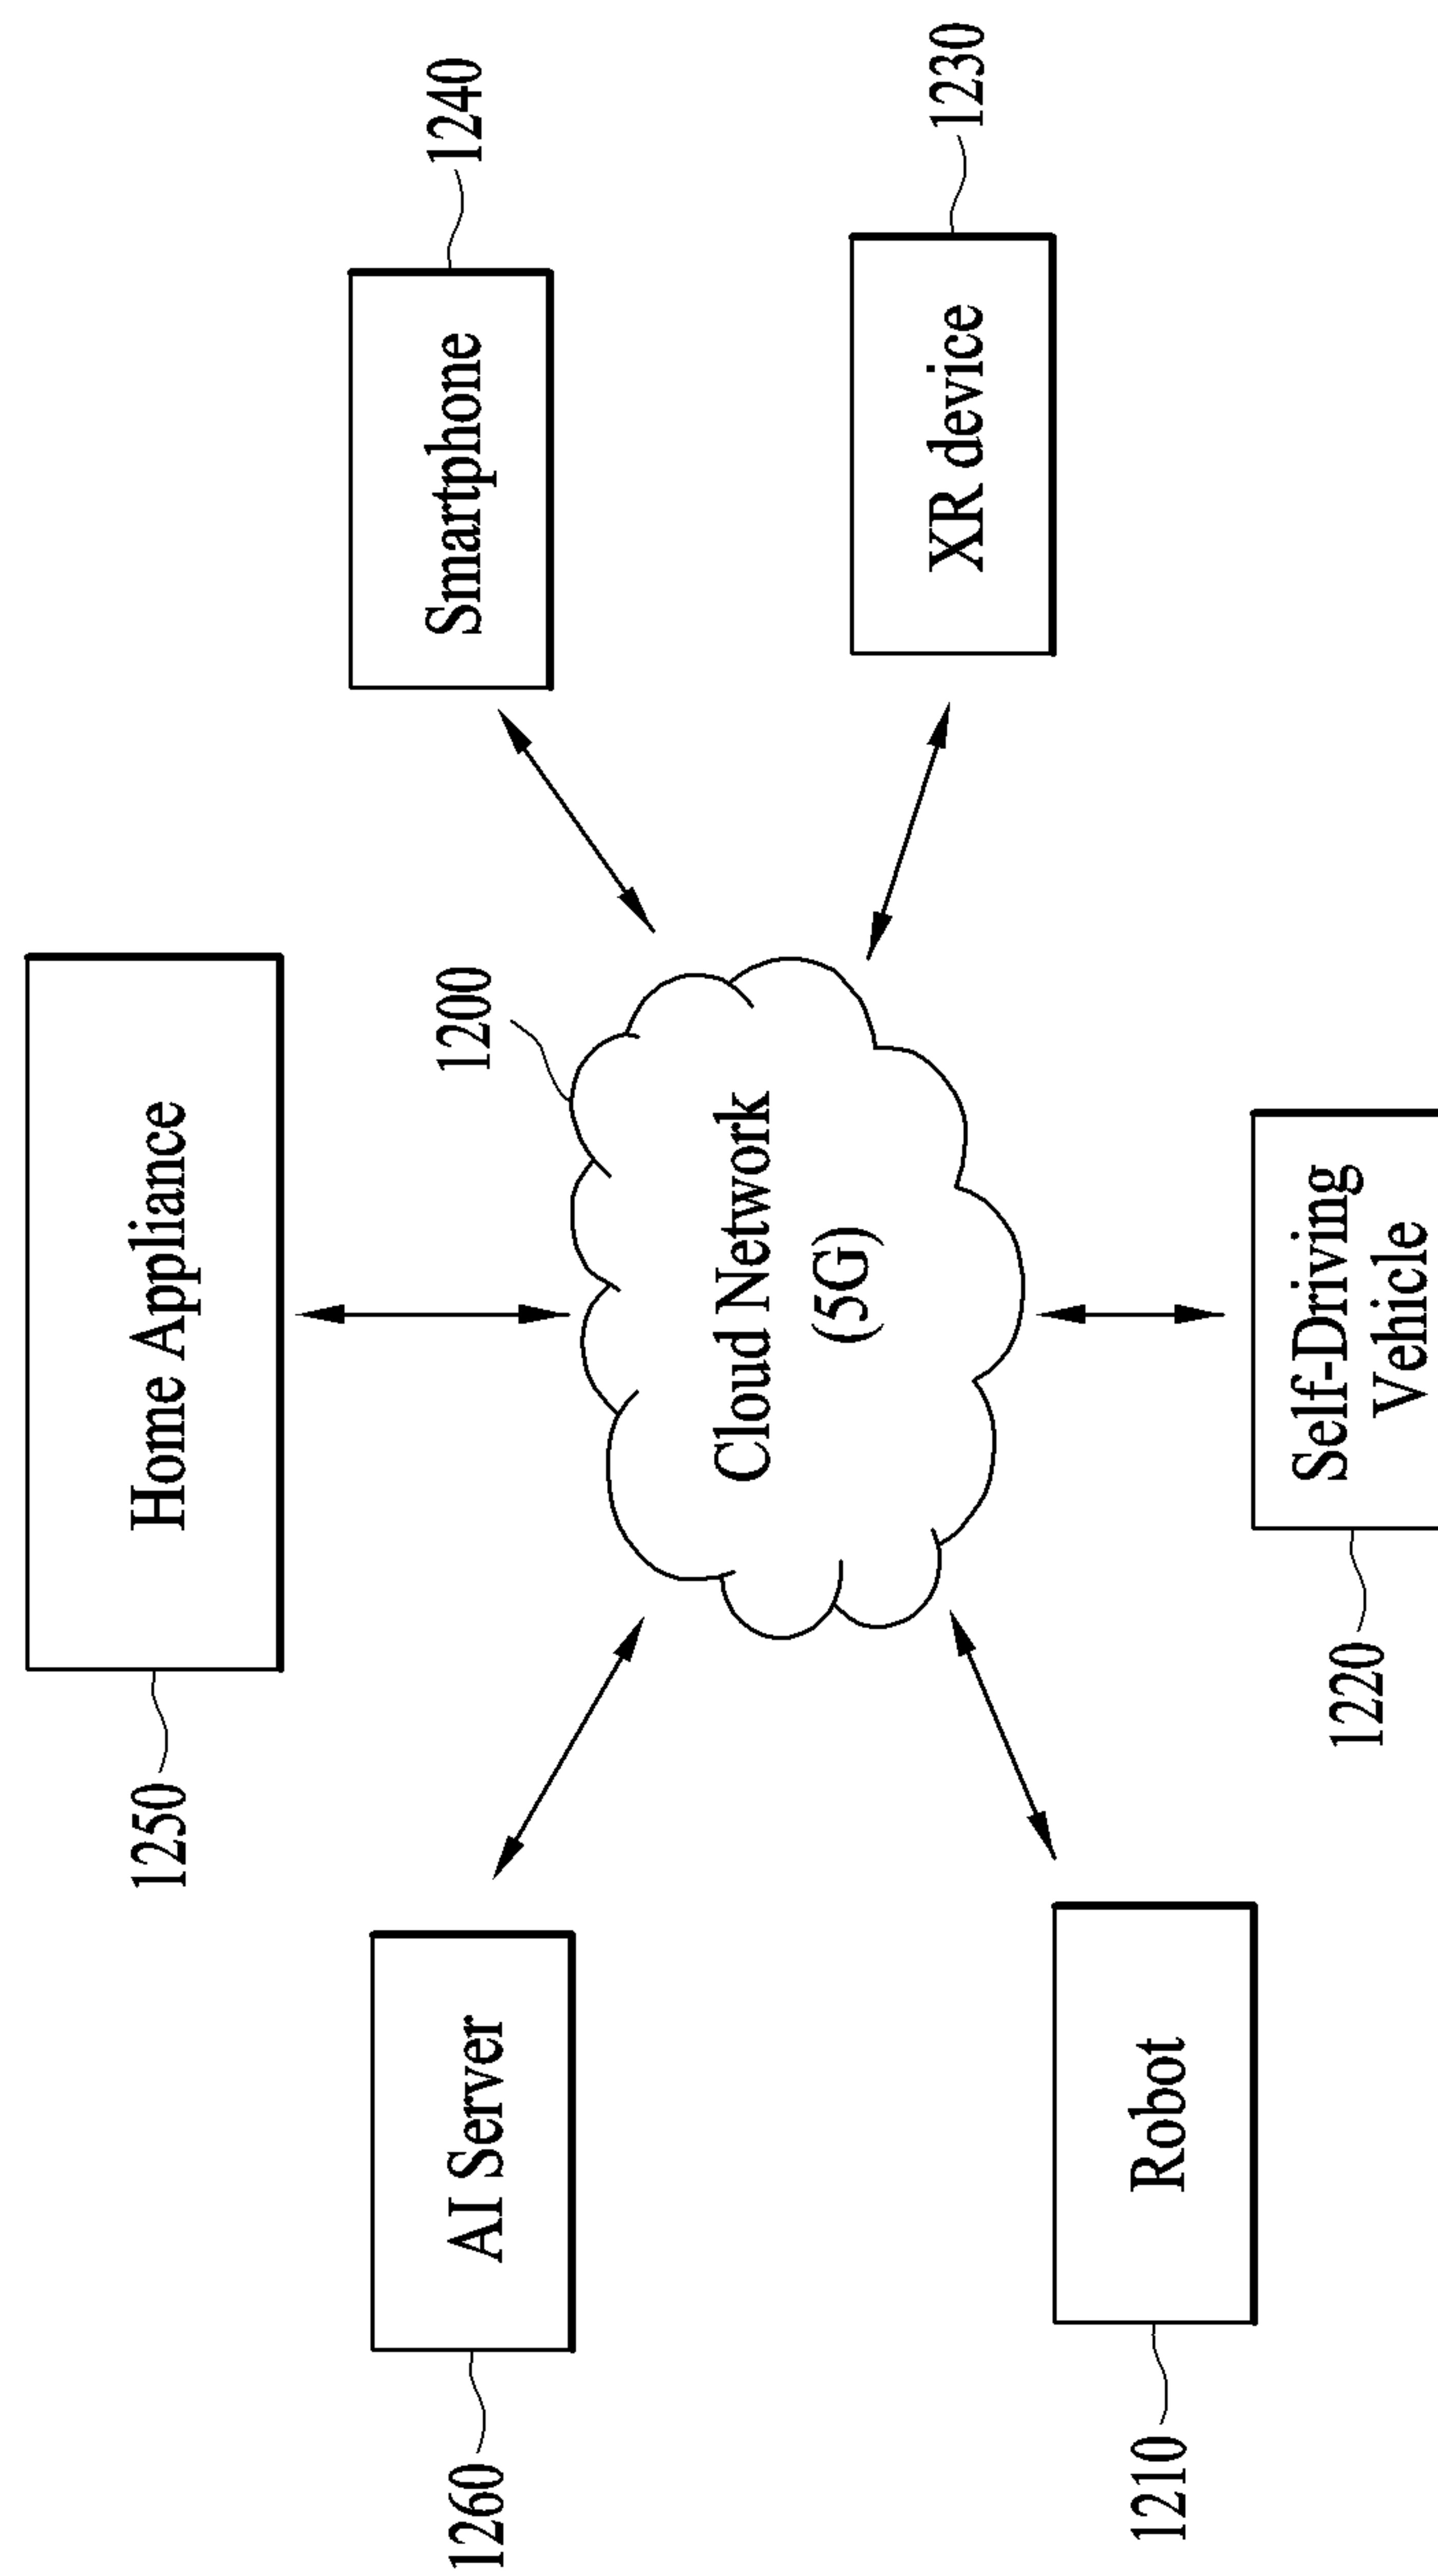 Home Appliance
1250
1200
1260
AI Server
Cloud Network
(5G)
Smartphone
1240
1210
Robot
XR device
1230
Self-Driving
Vehicle
1220